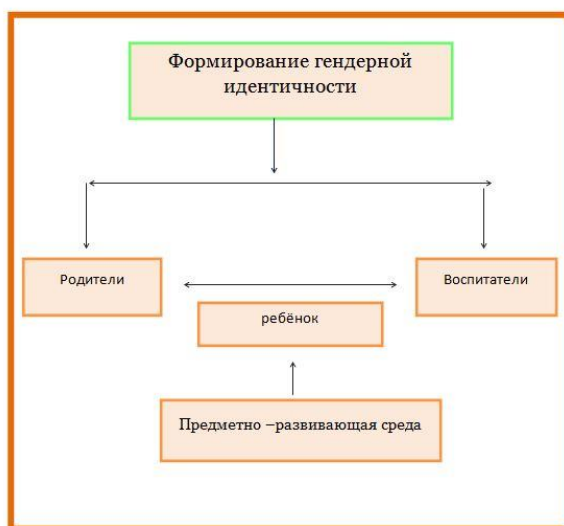 Формирование гендерной
идентичности
Родители
Воспитатели
ребёнок
Предметно –развивающая среда